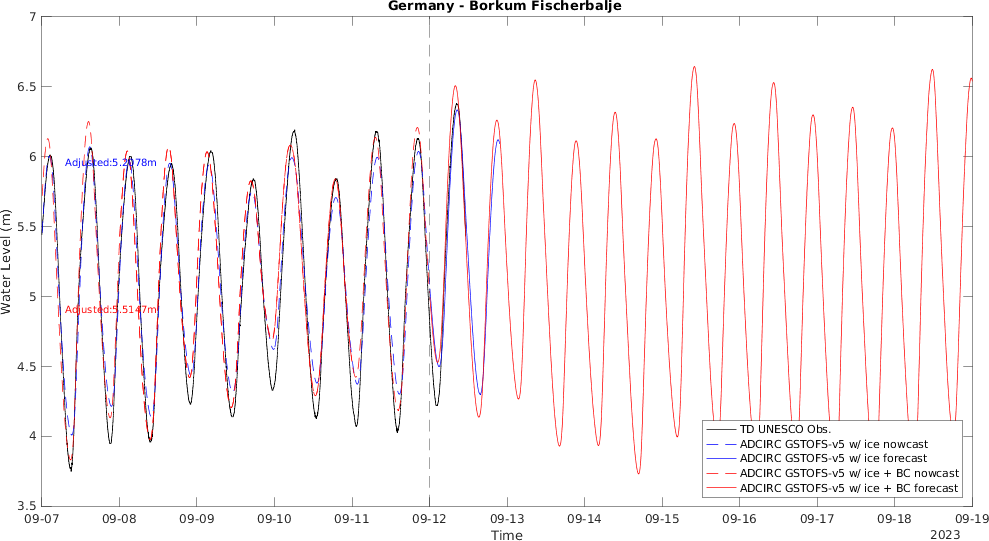 Germany - Borkum Fischerbalje
7
6.5
6
5.5
5
4.5
4
3.5
Water Level (m)
Adjusted:5.2078m
Adjusted:5.5147m
TD UNESCO Obs.
ADCIRC GSTOFS-v5 w/ ice nowcast
ADCIRC GSTOFS-v5 w/ ice forecast
ADCIRC GSTOFS-v5 w/ ice + BC nowcast
ADCIRC GSTOFS-v5 w/ ice + BC forecast
09-07 09-08 09-09 09-10 09-11 09-12 09-13 09-14 09-15 09-16 09-17 09-18 09-19
Time
2023